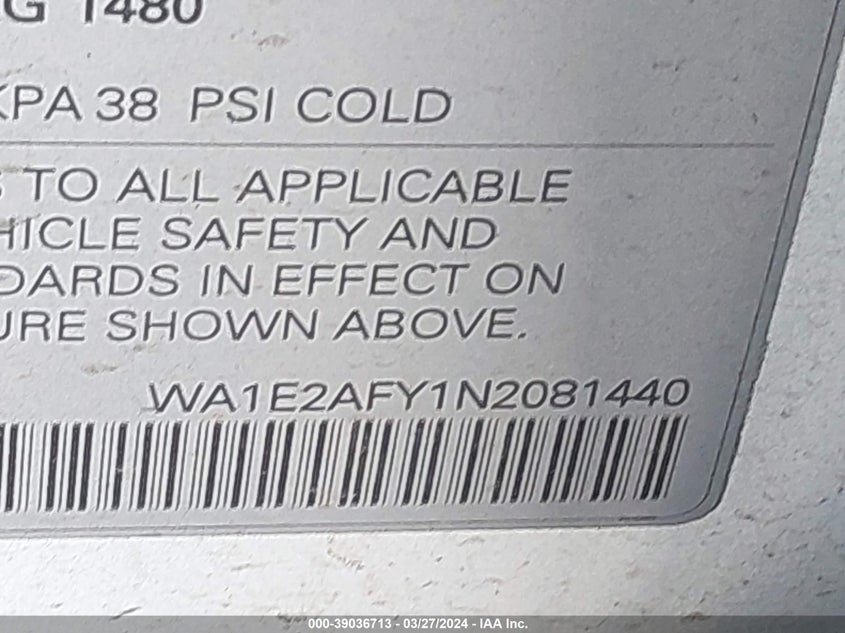 G 1480
KPA 38 PSI COLD
TO ALL APPLICABLE
HICLE SAFETY AND
DARDS IN EFFECT ON
URE SHOWN ABOVE.
WA1E2AFY1N2081440
000-39036713 - 03/27/2024 - IAA Inc.